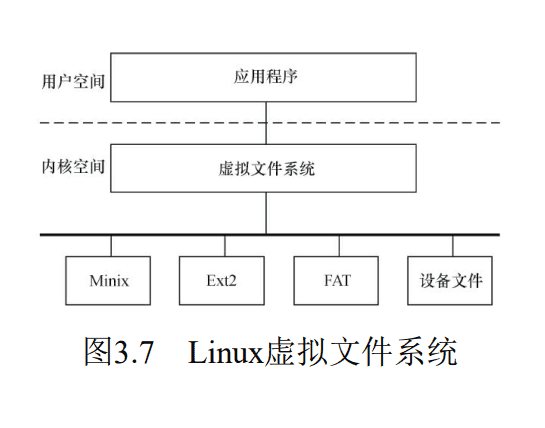 用户空间
应用程序
内核空间
虚拟文件系统
Minix
Ext2
FAT
设备文件
图3.7 Linux虚拟文件系统